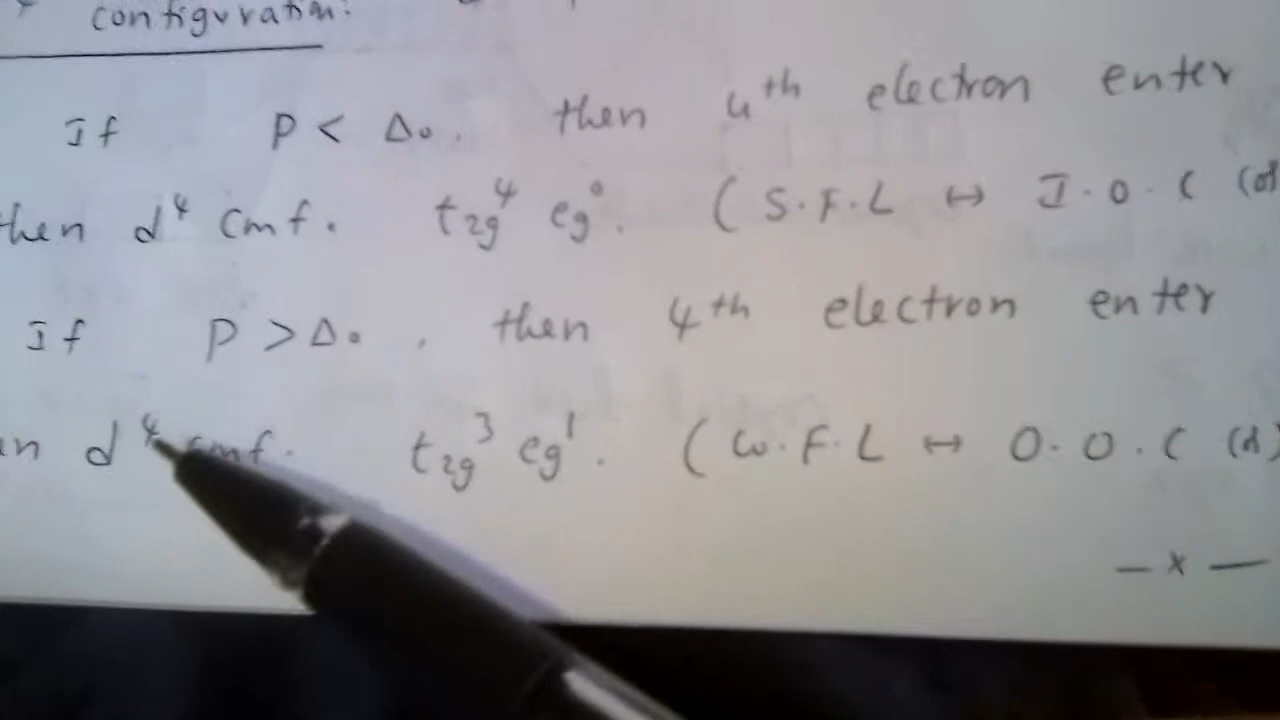 configuration:
If P < Δo. then 4th electron enter
then d⁴ cmf. t₂g⁴ eg⁰. ( S.F.L ↔ I.O.C (d
If P > Δo , then 4th electron enter
d⁴ cmf. t₂g³ eg¹. ( W.F.L ↔ O.O.C (d)
— x —